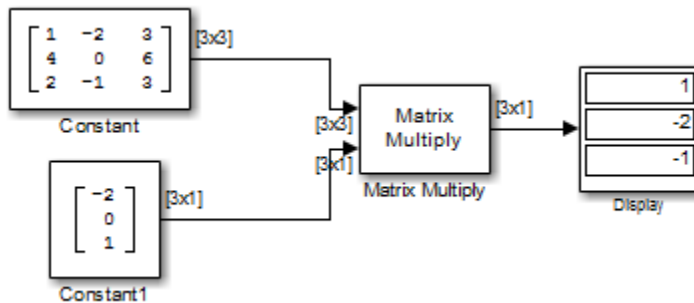 1 -2 3
4 0 6
2 -1 3
[3x3]
Constant
[3x3]
[3x1]
Matrix
Multiply
Matrix Multiply
[3x1]
1
-2
-1
Display
-2
0
1
[3x1]
Constant1